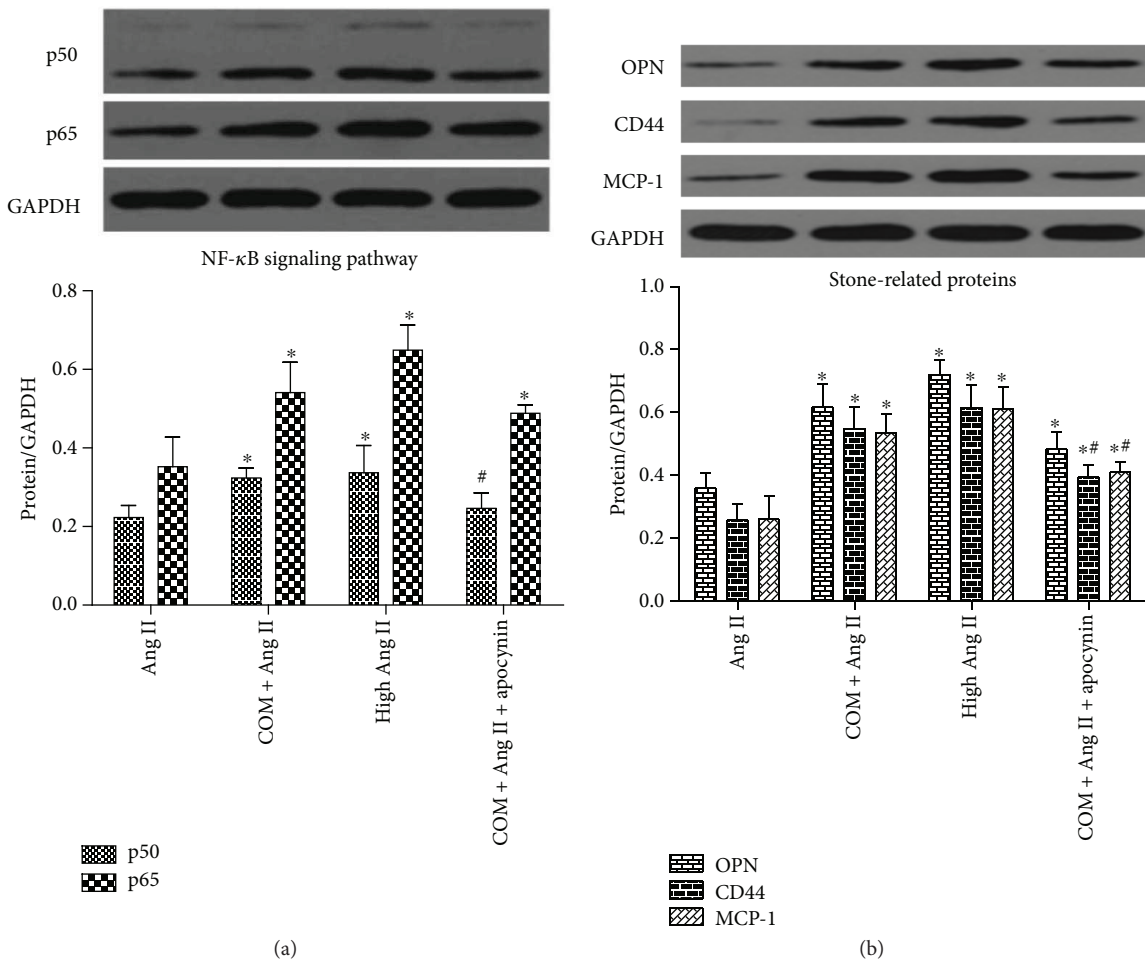 p50
p65
GAPDH
NF-κB signaling pathway
0.8
0.6
0.4
0.2
0.0
Protein/GAPDH
*
*
*
*
#
*
Ang II
COM + Ang II
High Ang II
COM + Ang II + apocynin
p50
p65
(a)
OPN
CD44
MCP-1
GAPDH
Stone-related proteins
1.0
0.8
0.6
0.4
0.2
0.0
Protein/GAPDH
*
*
*
*
*
*
*
*#
*#
Ang II
COM + Ang II
High Ang II
COM + Ang II + apocynin
OPN
CD44
MCP-1
(b)